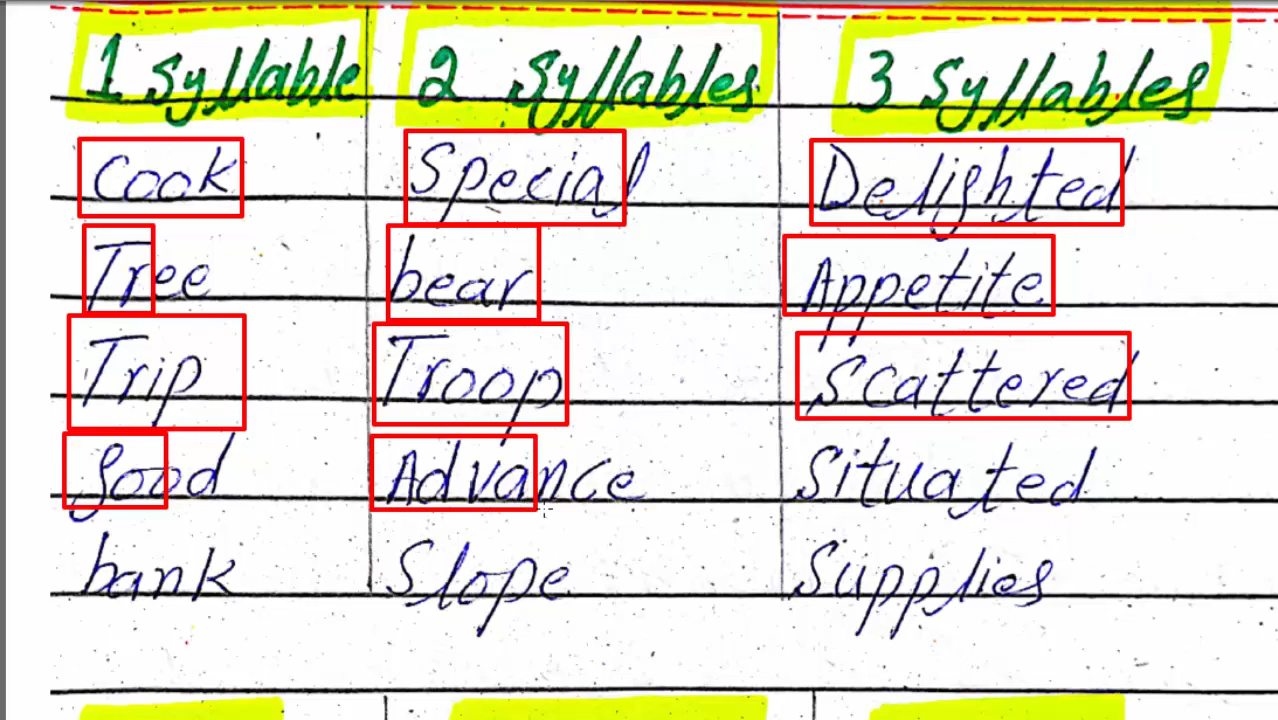 1 Syllable 2 Syllables 3 Syllables
Cook Special Delighted
Tree bear Appetite
Trip Troop Scattered
good Advance Situated
bank Slope Supplies